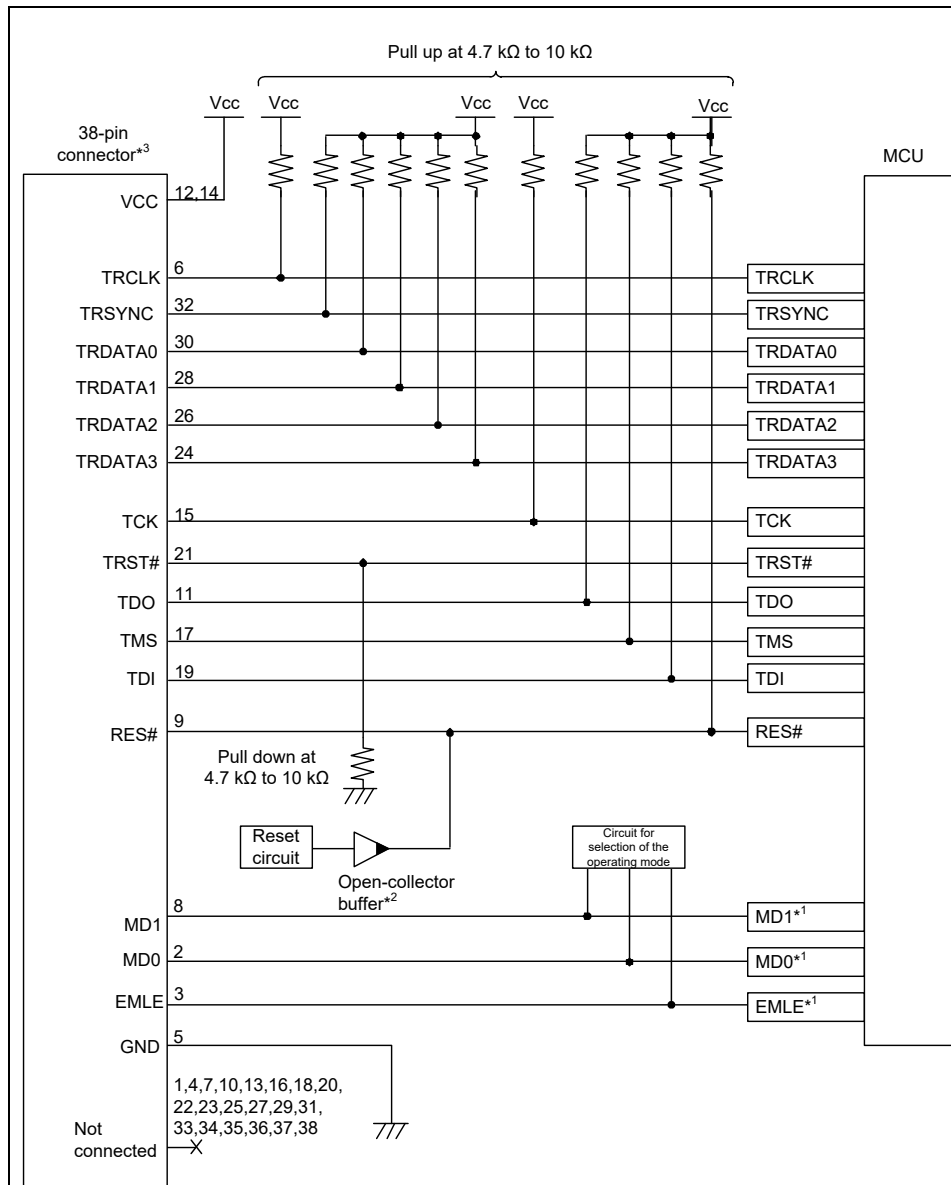 Pull up at 4.7 kΩ to 10 kΩ
Vcc Vcc Vcc Vcc Vcc
38-pin
connector*3
MCU
VCC 12,14
TRCLK 6 TRCLK
TRSYNC 32 TRSYNC
TRDATA0 30 TRDATA0
TRDATA1 28 TRDATA1
TRDATA2 26 TRDATA2
TRDATA3 24 TRDATA3
TCK 15 TCK
TRST# 21 TRST#
TDO 11 TDO
TMS 17 TMS
TDI 19 TDI
RES# 9 RES#
Pull down at
4.7 kΩ to 10 kΩ
Reset
circuit
Open-collector
buffer*2
Circuit for
selection of the
operating mode
MD1 8 MD1*1
MD0 2 MD0*1
EMLE 3 EMLE*1
GND 5
1,4,7,10,13,16,18,20,
22,23,25,27,29,31,
33,34,35,36,37,38
Not
connected